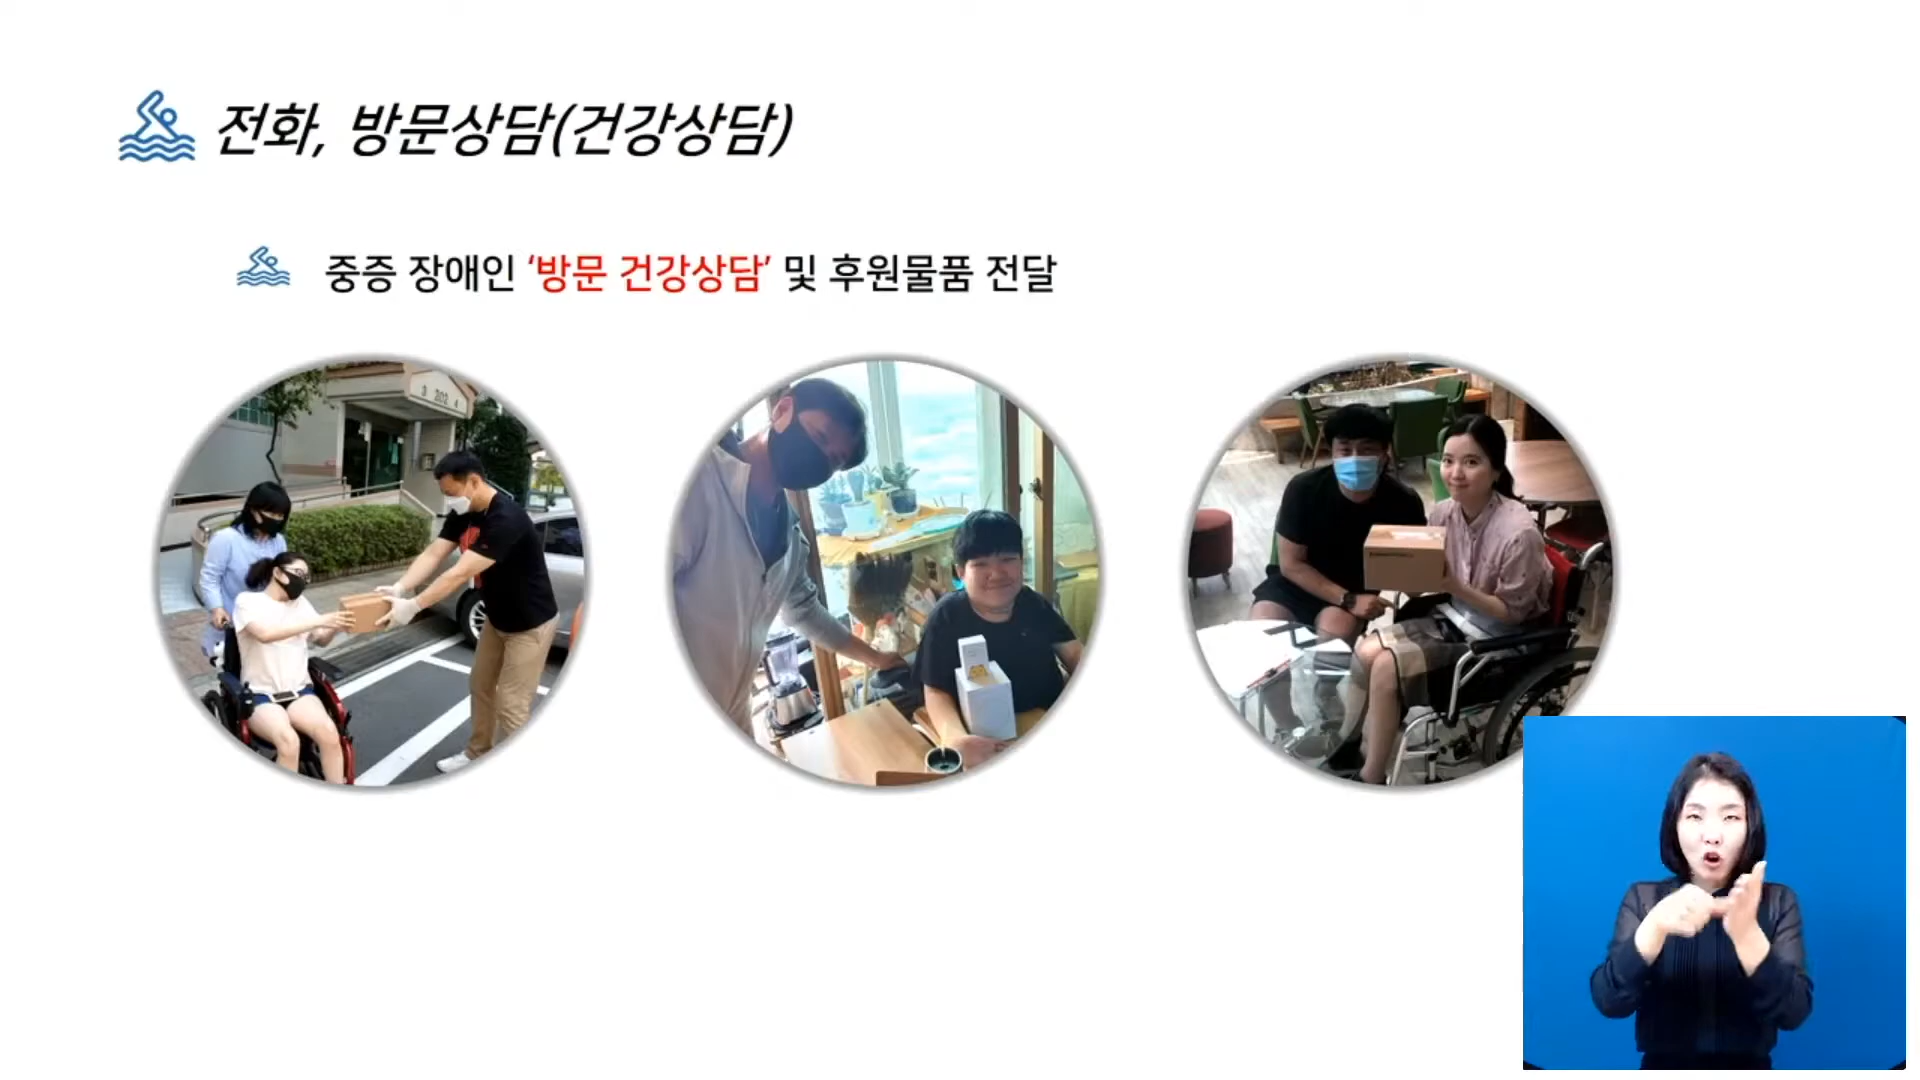 전화, 방문상담(건강상담)
중증 장애인 ‘방문 건강상담’ 및 후원물품 전달
202